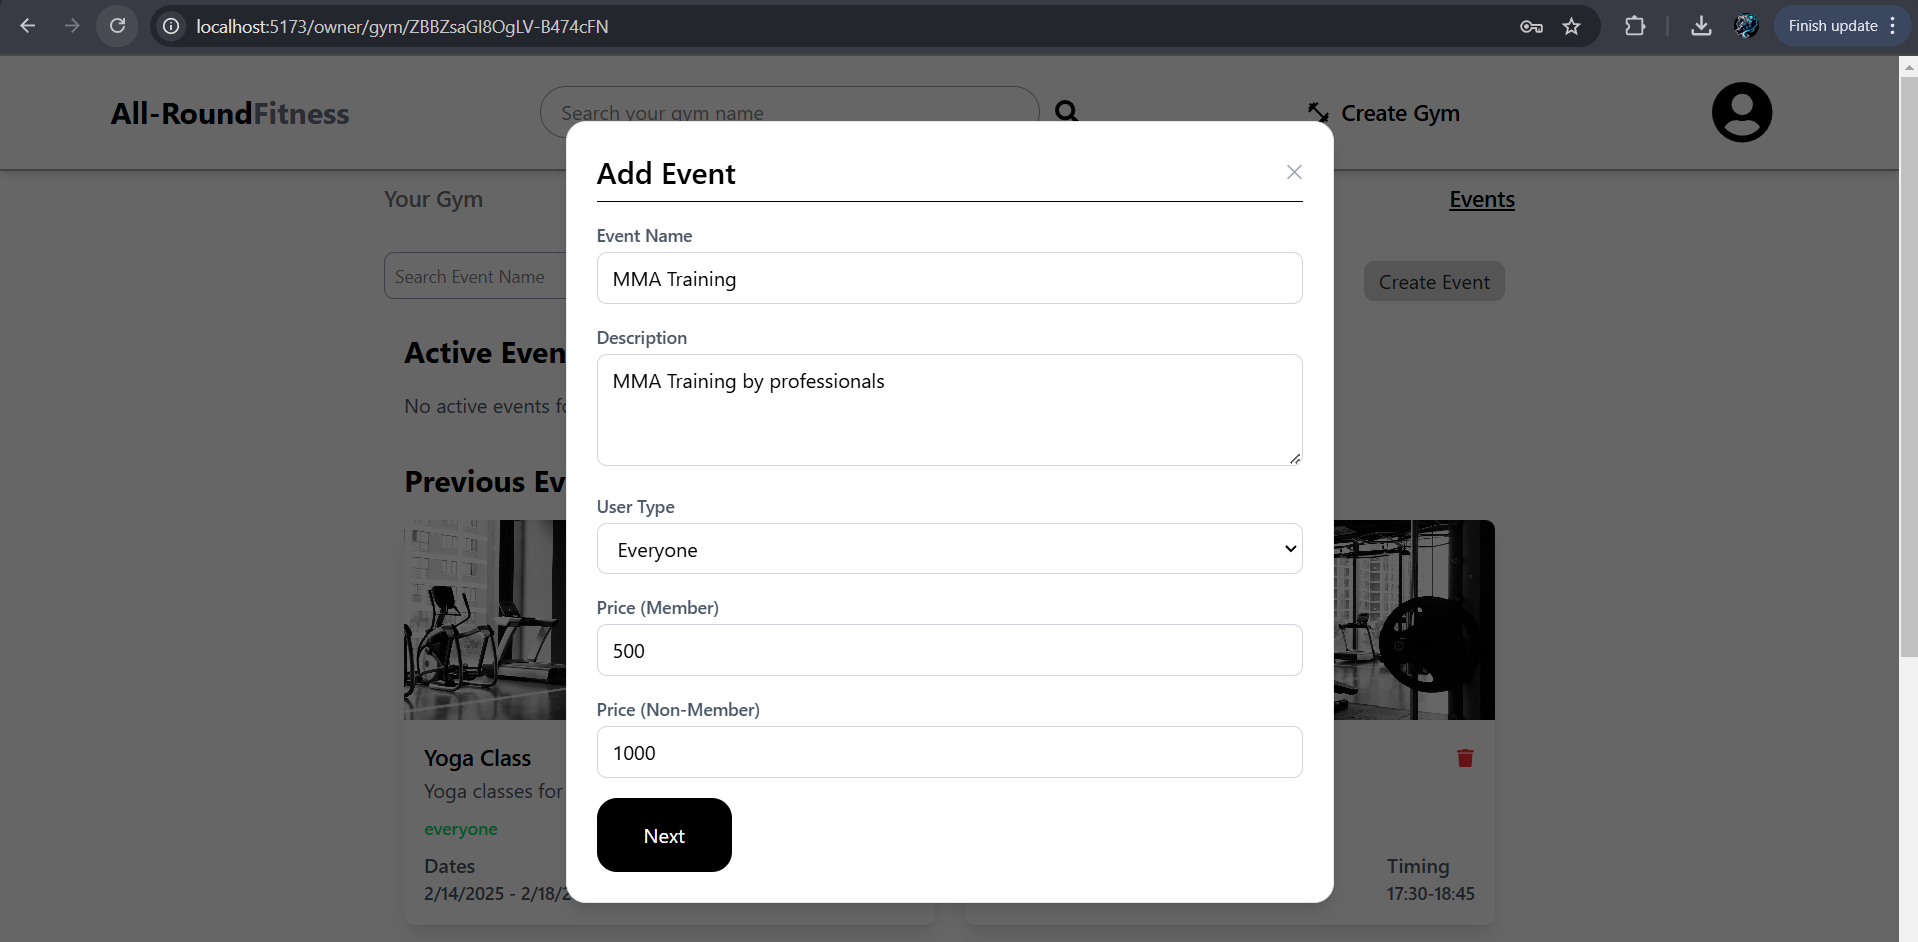 localhost:5173/owner/gym/ZBBZsaGI8OgLV-B474cFN
Finish update
All-RoundFitness
Search your gym name
Create Gym
Add Event
Your Gym
Events
Event Name
MMA Training
Search Event Name
Create Event
Description
MMA Training by professionals
Active Even
No active events fo
Previous Ev
User Type
Everyone
Price (Member)
500
Price (Non-Member)
1000
Yoga Class
Yoga classes for
everyone
Next
Dates
2/14/2025 - 2/18/2
Timing
17:30-18:45